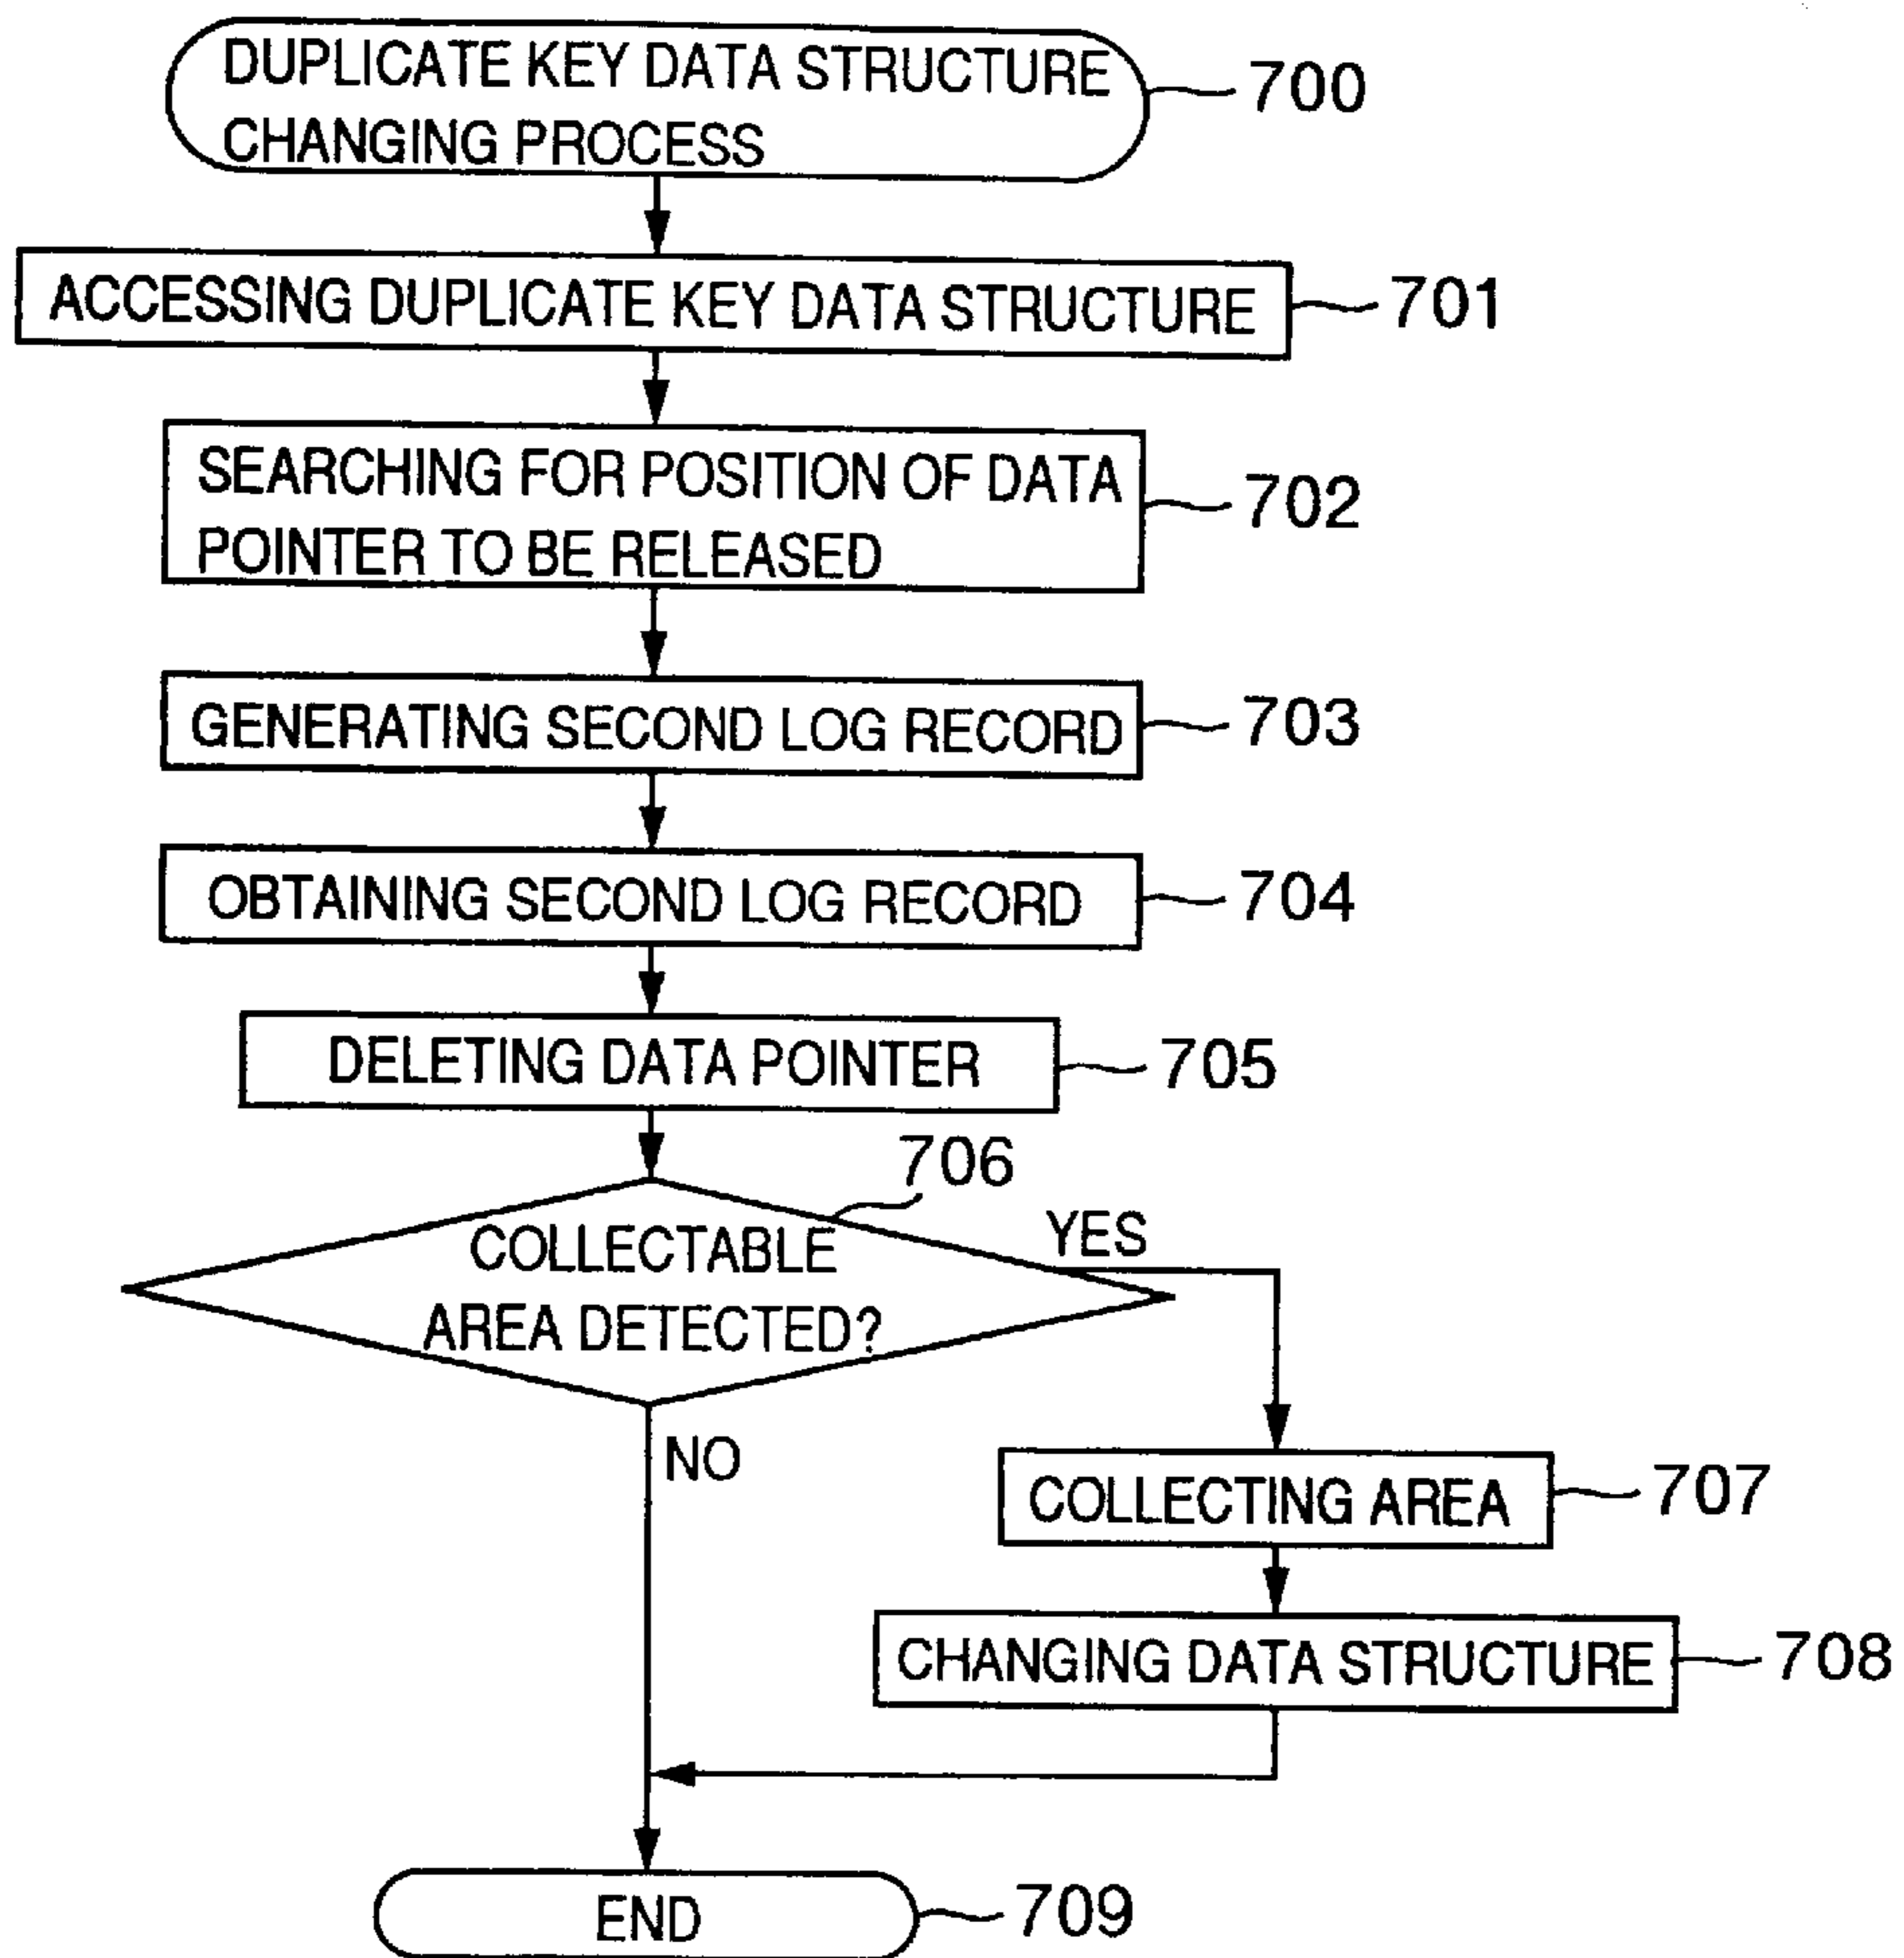 DUPLICATE KEY DATA STRUCTURE
CHANGING PROCESS
700
ACCESSING DUPLICATE KEY DATA STRUCTURE
701
SEARCHING FOR POSITION OF DATA
POINTER TO BE RELEASED
702
GENERATING SECOND LOG RECORD
703
OBTAINING SECOND LOG RECORD
704
DELETING DATA POINTER
705
706
COLLECTABLE
AREA DETECTED?
YES
NO
COLLECTING AREA
707
CHANGING DATA STRUCTURE
708
END
709